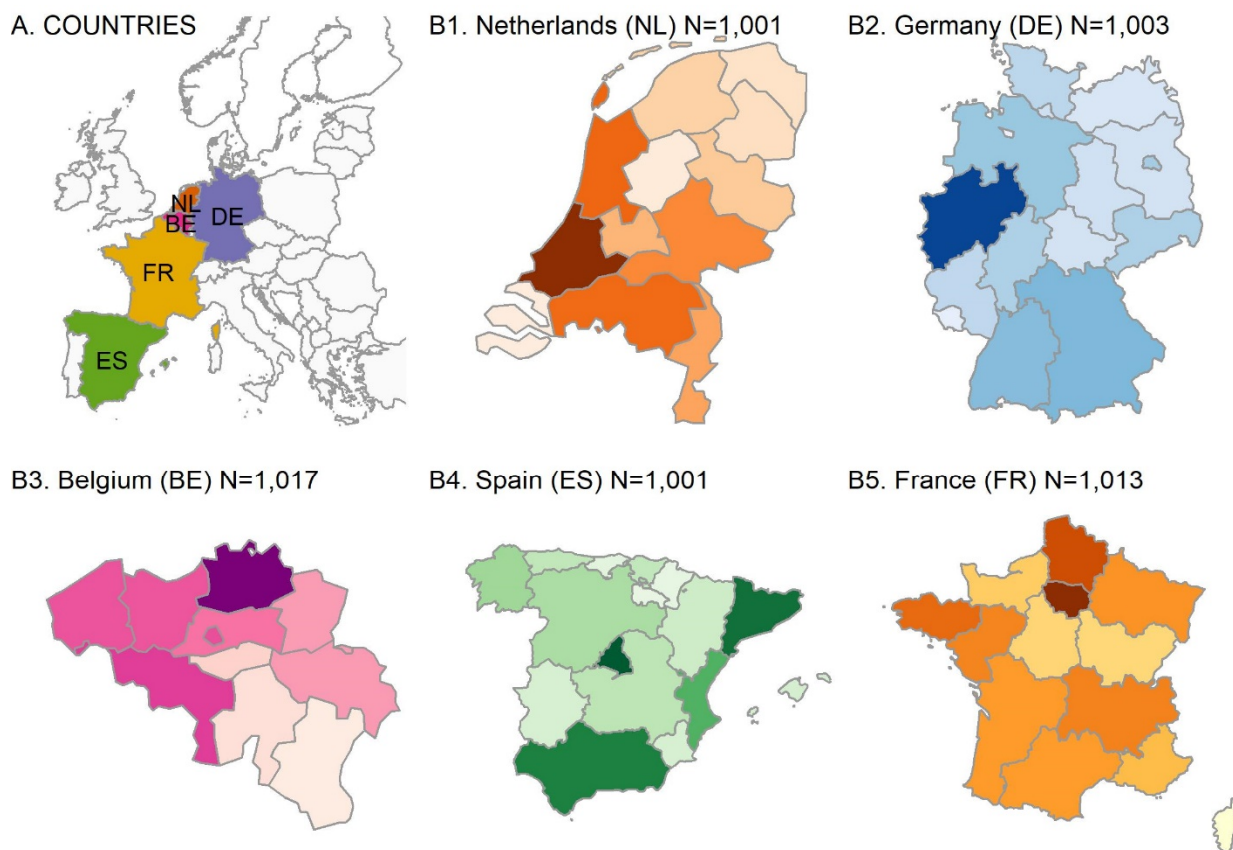 A. COUNTRIES
B1. Netherlands (NL) N=1,001
B2. Germany (DE) N=1,003
NL
BE
DE
FR
ES
B3. Belgium (BE) N=1,017
B4. Spain (ES) N=1,001
B5. France (FR) N=1,013